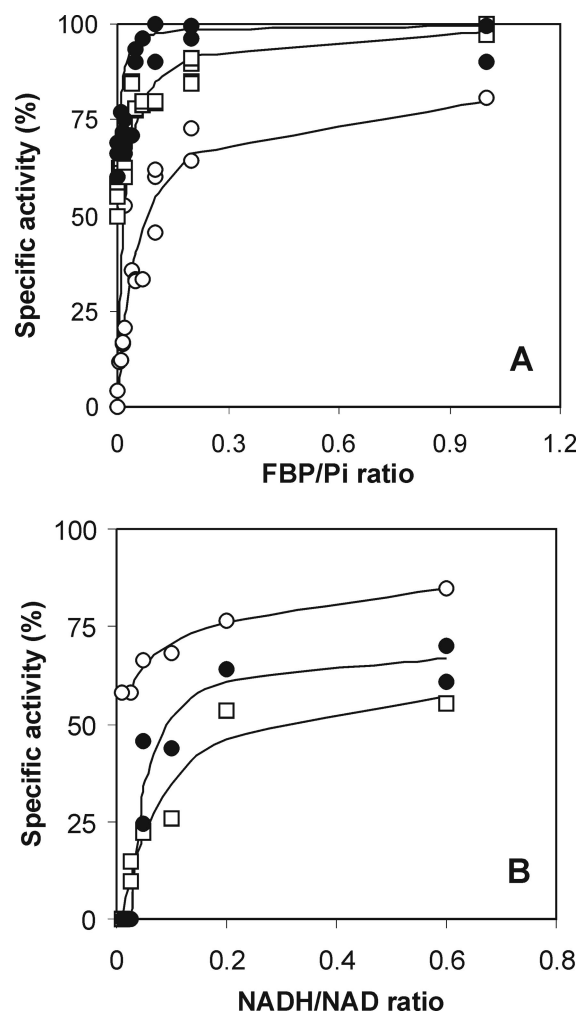 100
75
50
25
0
Specific activity (%)
A
0 0.3 0.6 0.9 1.2
FBP/Pi ratio
100
75
50
25
0
Specific activity (%)
B
0 0.2 0.4 0.6 0.8
NADH/NAD ratio